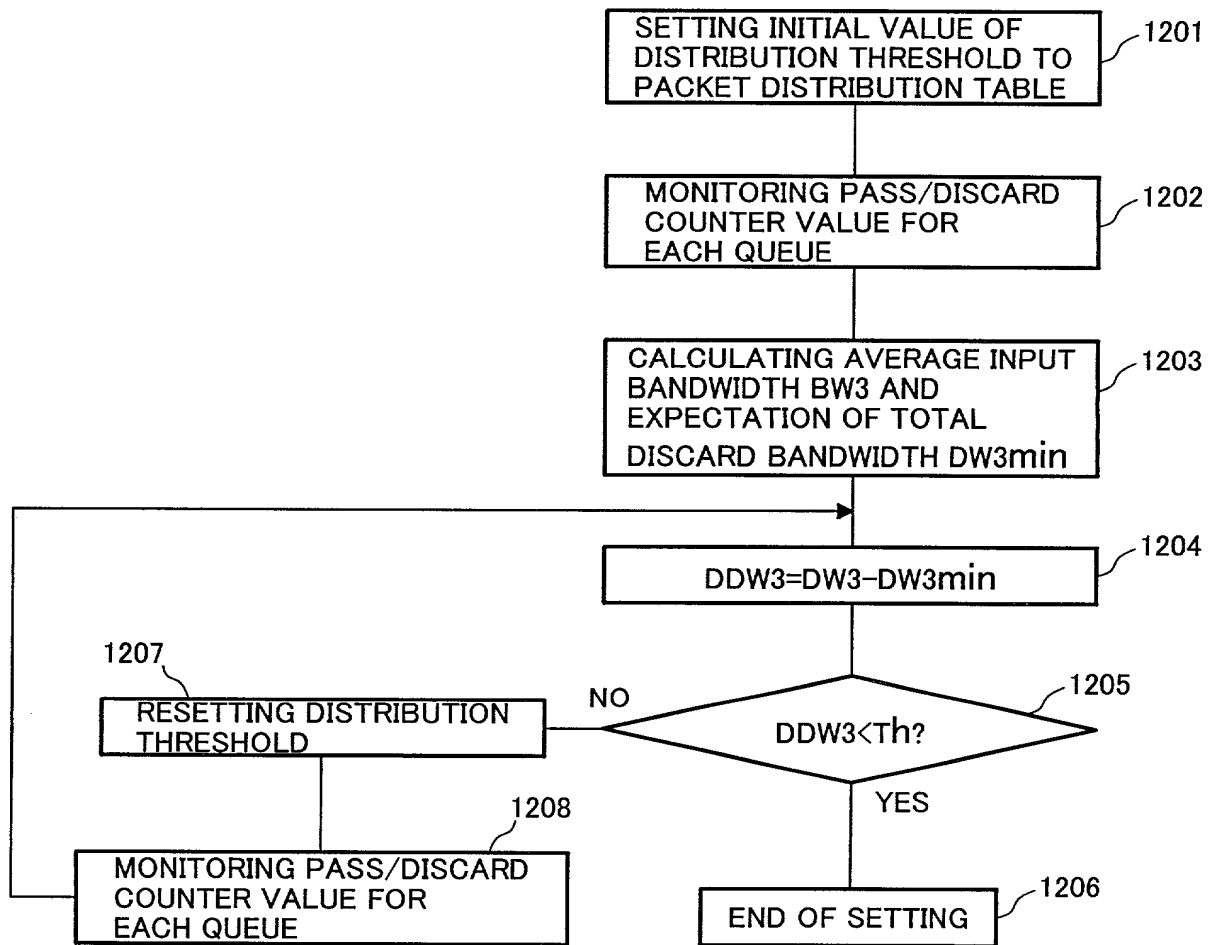 SETTING INITIAL VALUE OF
DISTRIBUTION THRESHOLD TO
PACKET DISTRIBUTION TABLE
1201
MONITORING PASS/DISCARD
COUNTER VALUE FOR
EACH QUEUE
1202
CALCULATING AVERAGE INPUT
BANDWIDTH BW3 AND
EXPECTATION OF TOTAL
DISCARD BANDWIDTH DW3min
1203
DDW3=DW3-DW3min
1204
DDW3<Th?
1205
NO
YES
1207
RESETTING DISTRIBUTION
THRESHOLD
1208
MONITORING PASS/DISCARD
COUNTER VALUE FOR
EACH QUEUE
END OF SETTING
1206